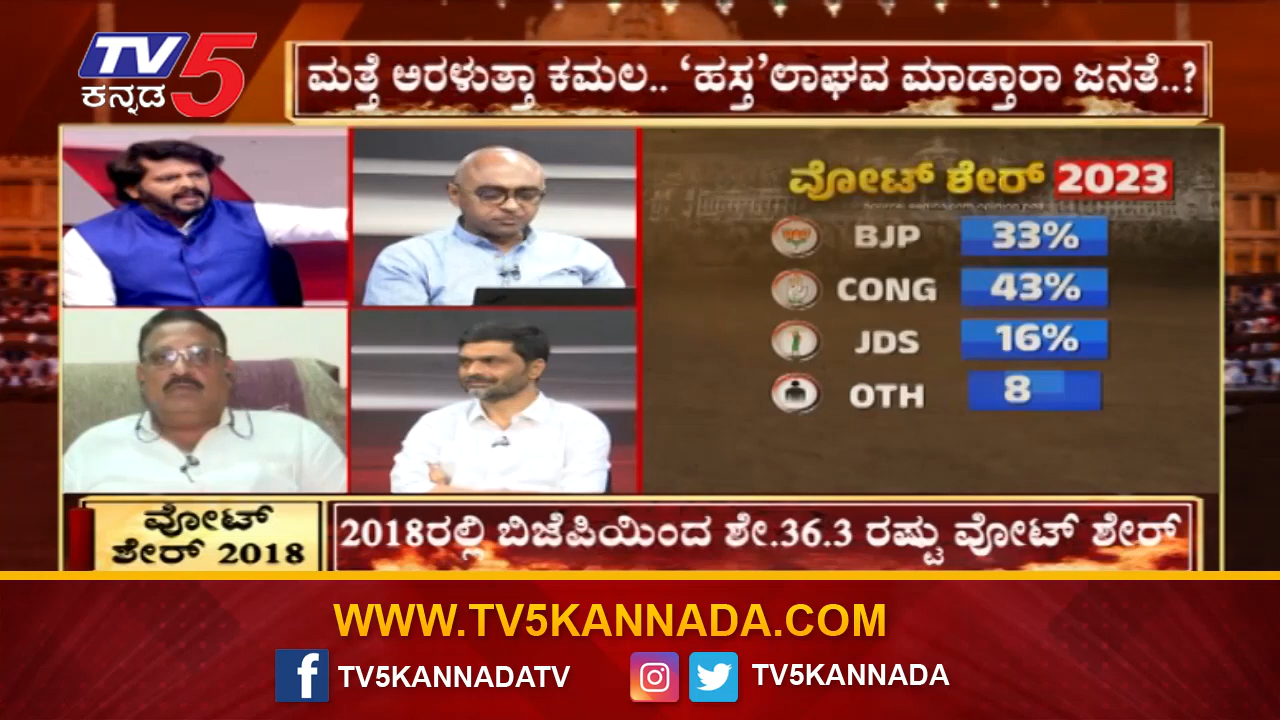 TV5
ಕನ್ನಡ
ಮತ್ತೆ ಅರಳುತ್ತಾ ಕಮಲ.. ‘ಹಸ್ತ’ಲಾಘವ ಮಾಡ್ತಾರಾ ಜನತೆ..?
ವೋಟ್ ಶೇರ್ 2023
BJP 33%
CONG 43%
JDS 16%
OTH 8
ವೋಟ್
ಶೇರ್ 2018
2018ರಲ್ಲಿ ಬಿಜೆಪಿಯಿಂದ ಶೇ.36.3 ರಷ್ಟು ವೋಟ್ ಶೇರ್
WWW.TV5KANNADA.COM
TV5KANNADATV
TV5KANNADA